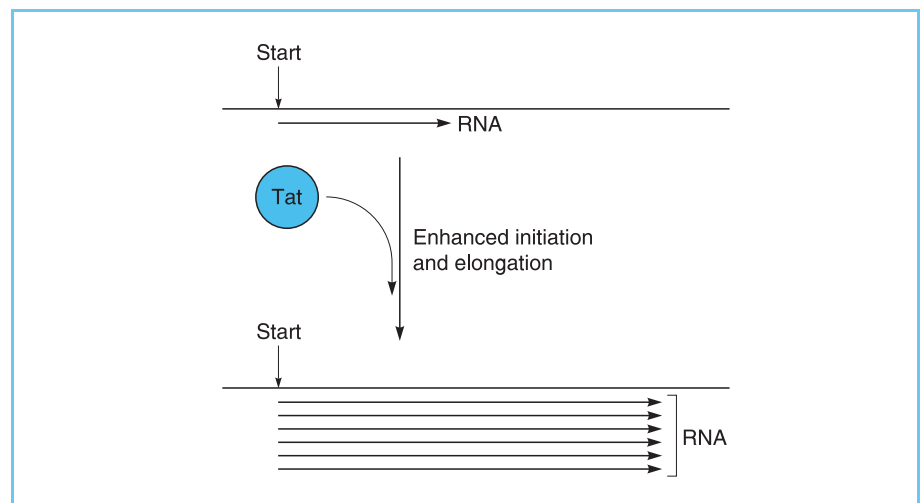 Start
RNA
Tat
Enhanced initiation
and elongation
Start
RNA